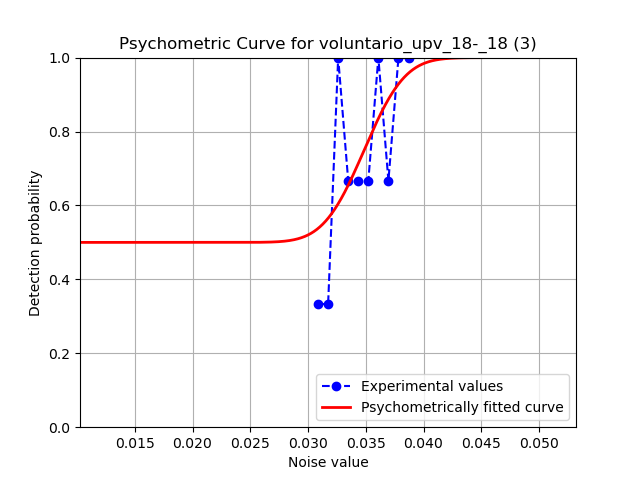 Psychometric Curve for voluntario_upv_18-_18 (3)
1.0
0.8
0.6
0.4
0.2
0.0
Detection probability
Experimental values
Psychometrically fitted curve
0.015 0.020 0.025 0.030 0.035 0.040 0.045 0.050
Noise value